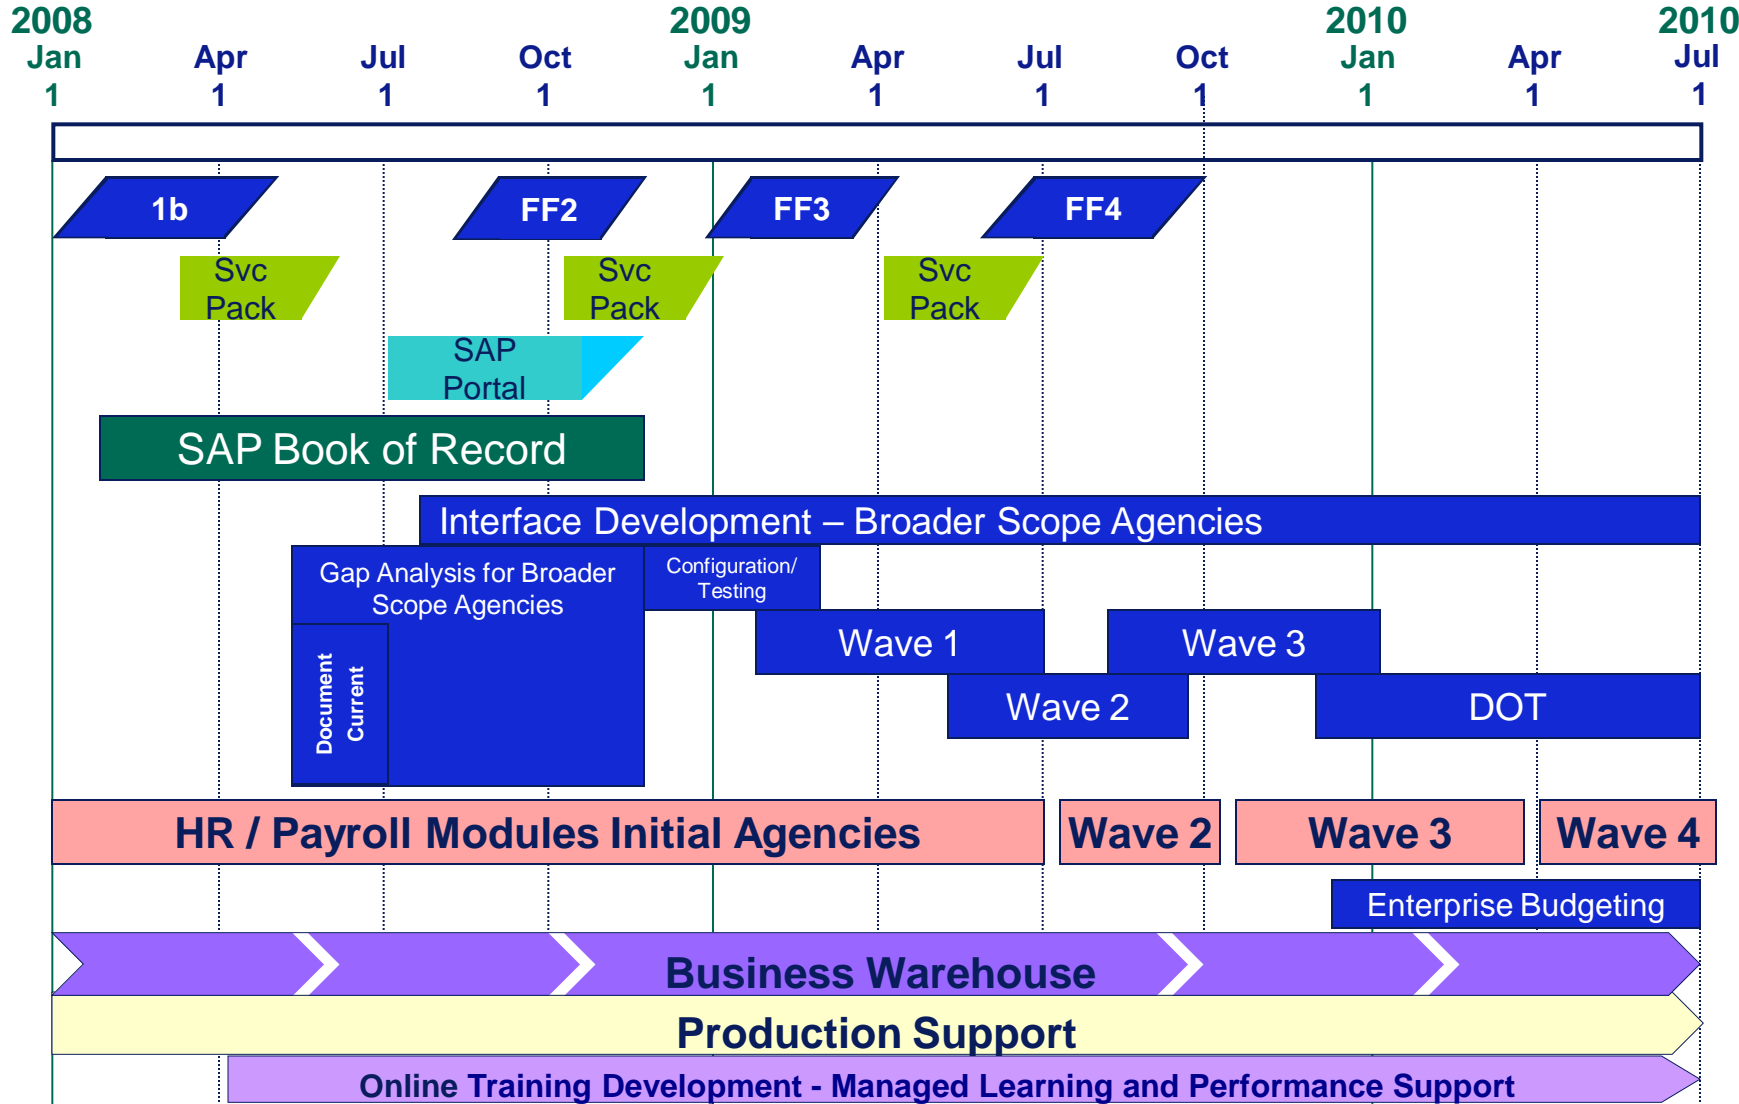 2008 2009 2010 2010
Jan Apr Jul Oct Jan Apr Jul Oct Jan Apr Jul
1 1 1 1 1 1 1 1 1 1 1
1b FF2 FF3 FF4
Svc Svc Svc
Pack Pack Pack
SAP
Portal
SAP Book of Record
Interface Development – Broader Scope Agencies
Gap Analysis for Broader
Scope Agencies
Configuration/
Testing
Document
Current
Wave 1 Wave 3
Wave 2 DOT
HR / Payroll Modules Initial Agencies Wave 2 Wave 3 Wave 4
Enterprise Budgeting
Business Warehouse
Production Support
Online Training Development - Managed Learning and Performance Support